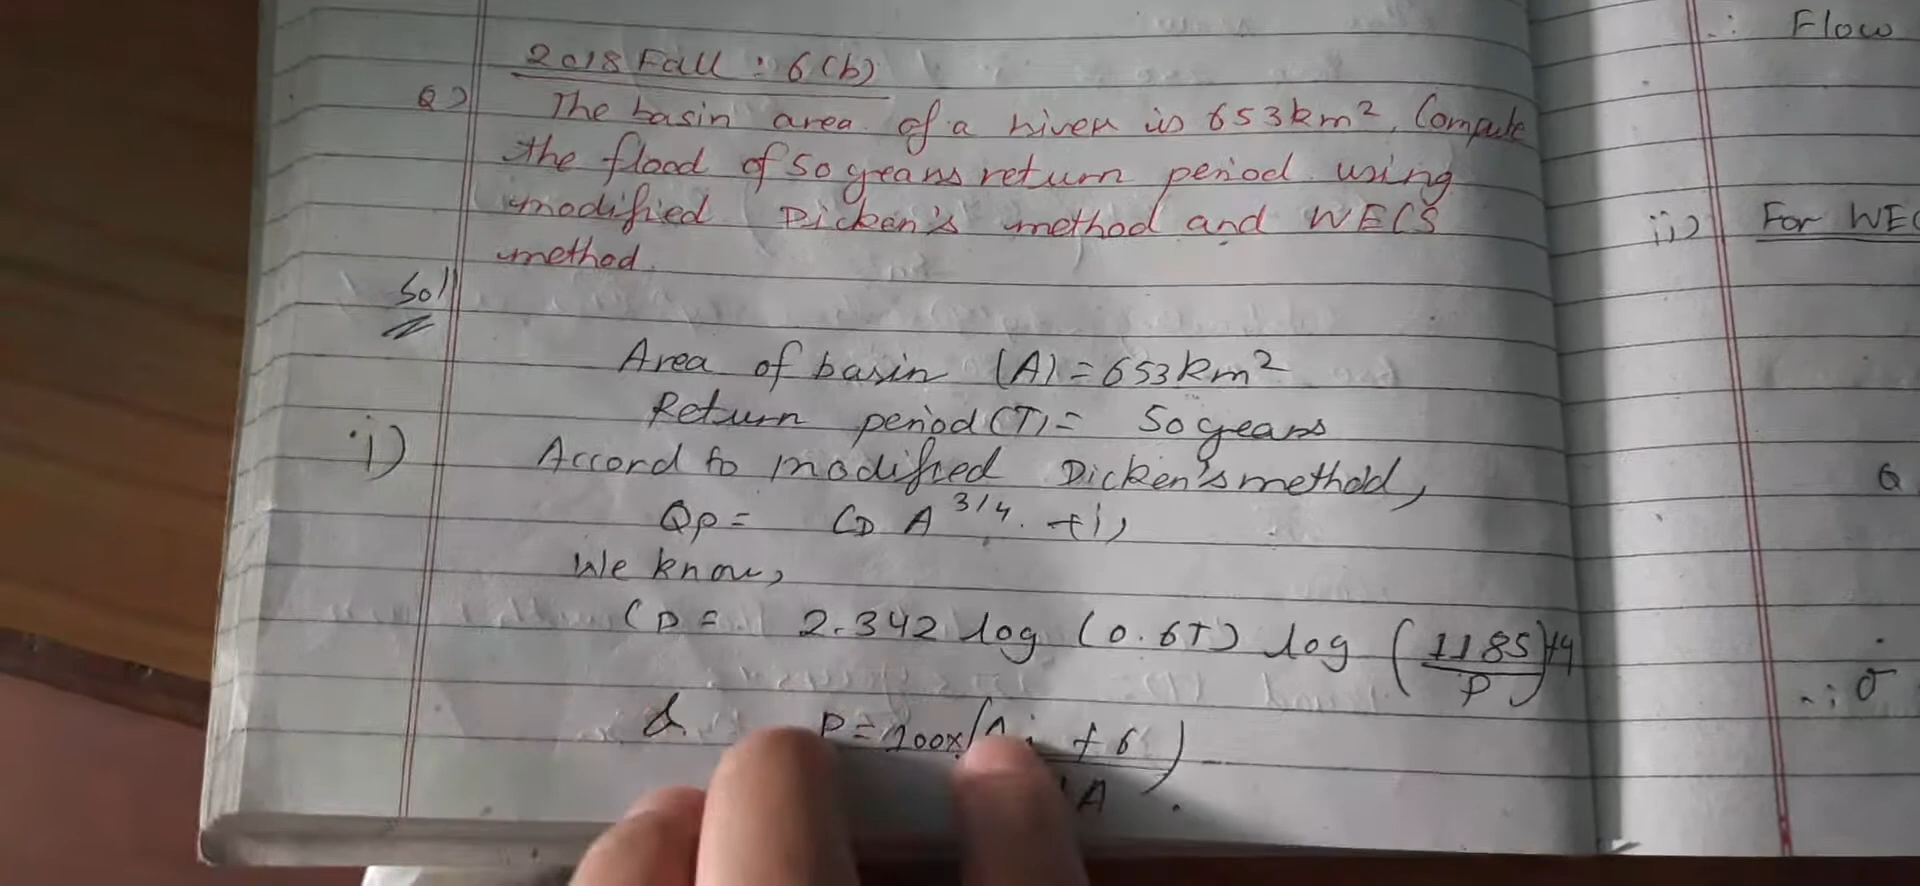 2018 Fall : 6(b)
Q) The basin area of a river is 653km², Compute
the flood of 50 years return period using
modified Dicken's method and WECS
method.
Soln
Area of basin (A) = 653km²
Return period (T) = 50 years
i) Accord to modified Dicken's method,
Qp = CD A^3/4. →i)
We know,
CD = 2.342 log (0.6T) log (1185/P) +4
& P = 100x( + 6 / A).
Flow
ii) For WEC
Q
∴ σ